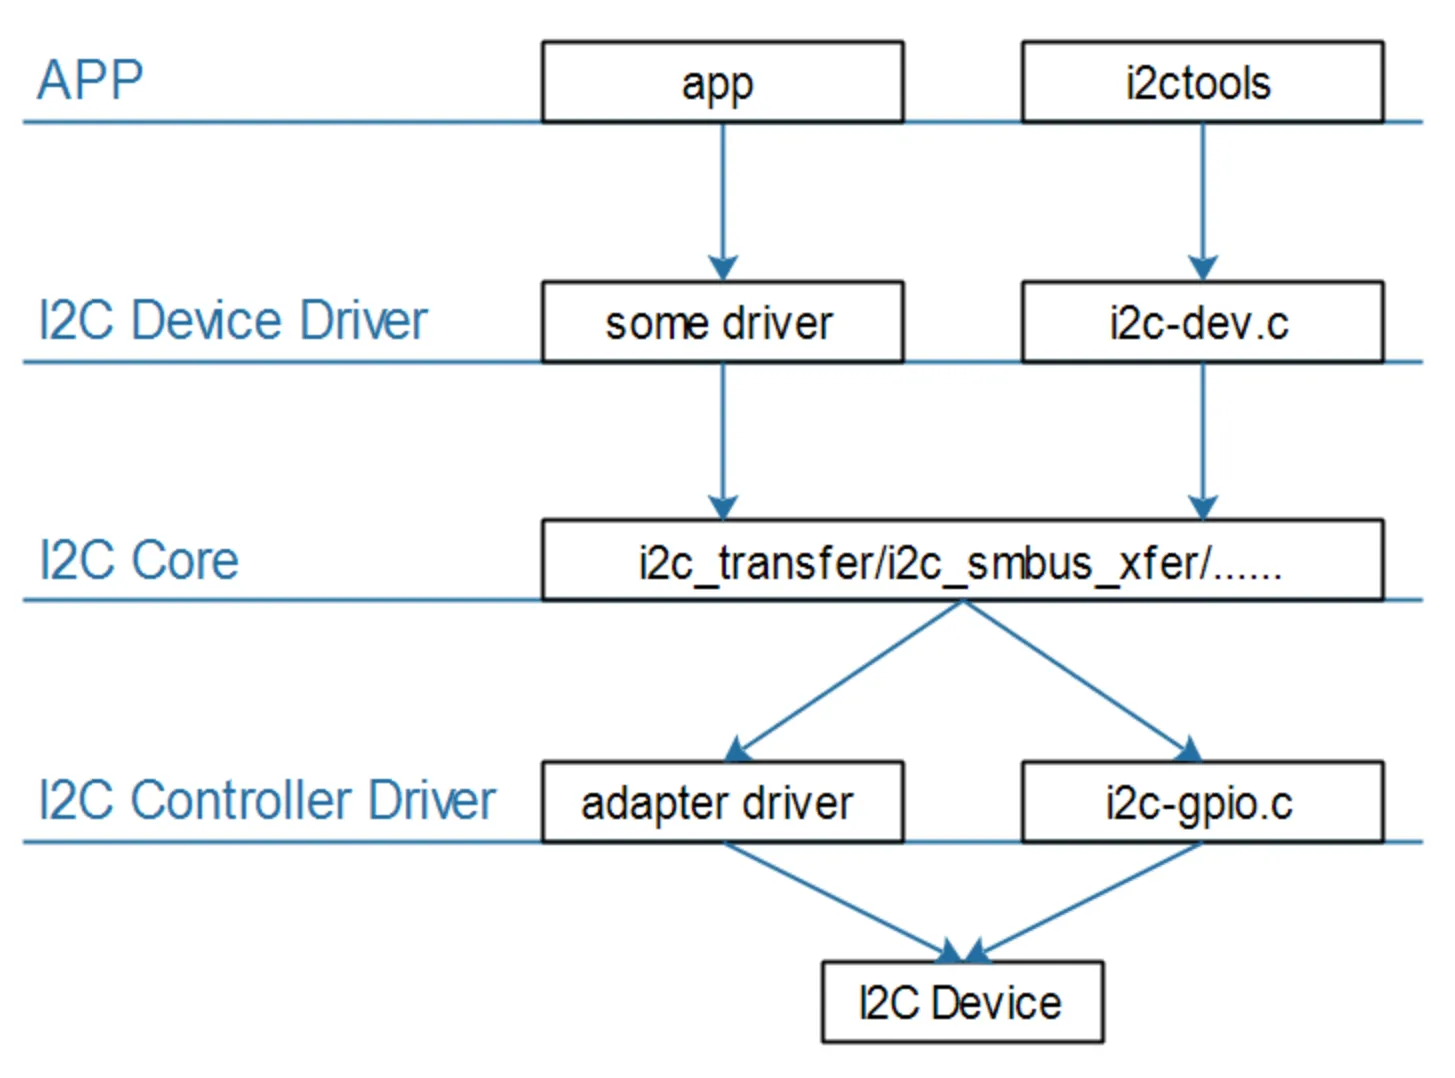 APP
app
i2ctools
I2C Device Driver
some driver
i2c-dev.c
I2C Core
i2c_transfer/i2c_smbus_xfer/......
I2C Controller Driver
adapter driver
i2c-gpio.c
I2C Device